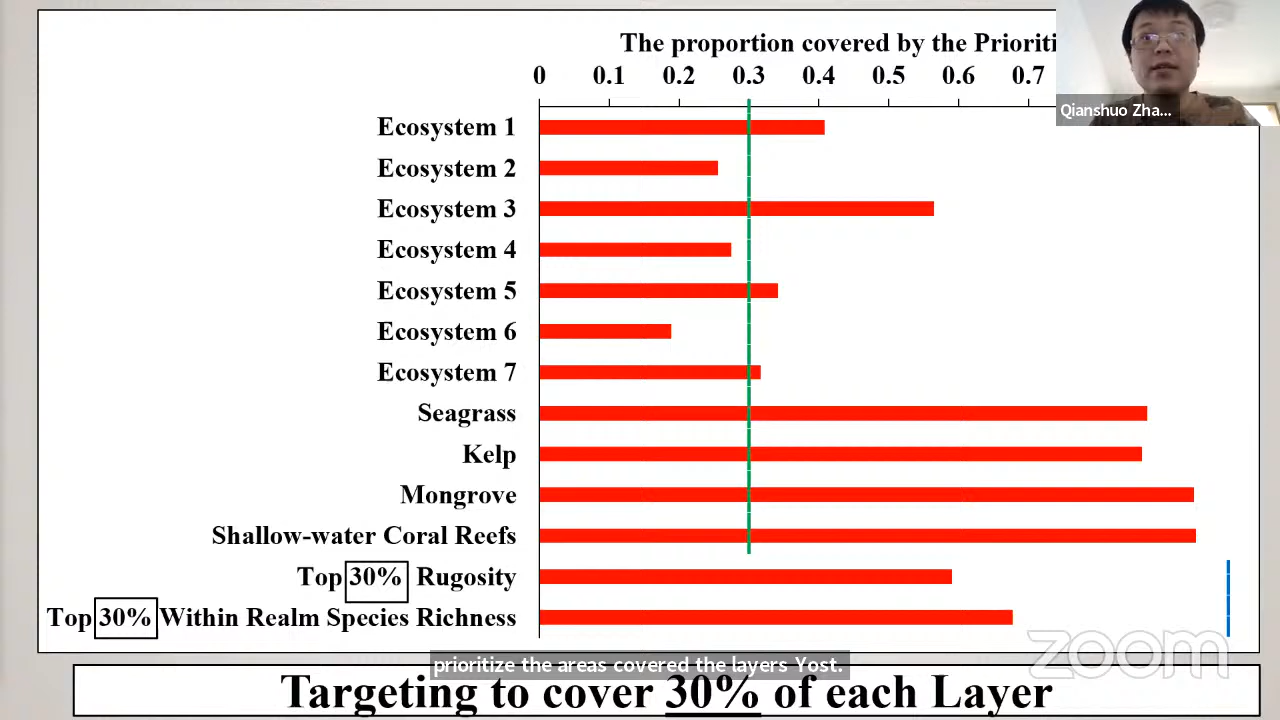 The proportion covered by the Prioriti
0 0.1 0.2 0.3 0.4 0.5 0.6 0.7
Qianshuo Zha...
Ecosystem 1
Ecosystem 2
Ecosystem 3
Ecosystem 4
Ecosystem 5
Ecosystem 6
Ecosystem 7
Seagrass
Kelp
Mongrove
Shallow-water Coral Reefs
Top 30% Rugosity
Top 30% Within Realm Species Richness
zoom
prioritize the areas covered the layers Yost.
Targeting to cover 30% of each Layer